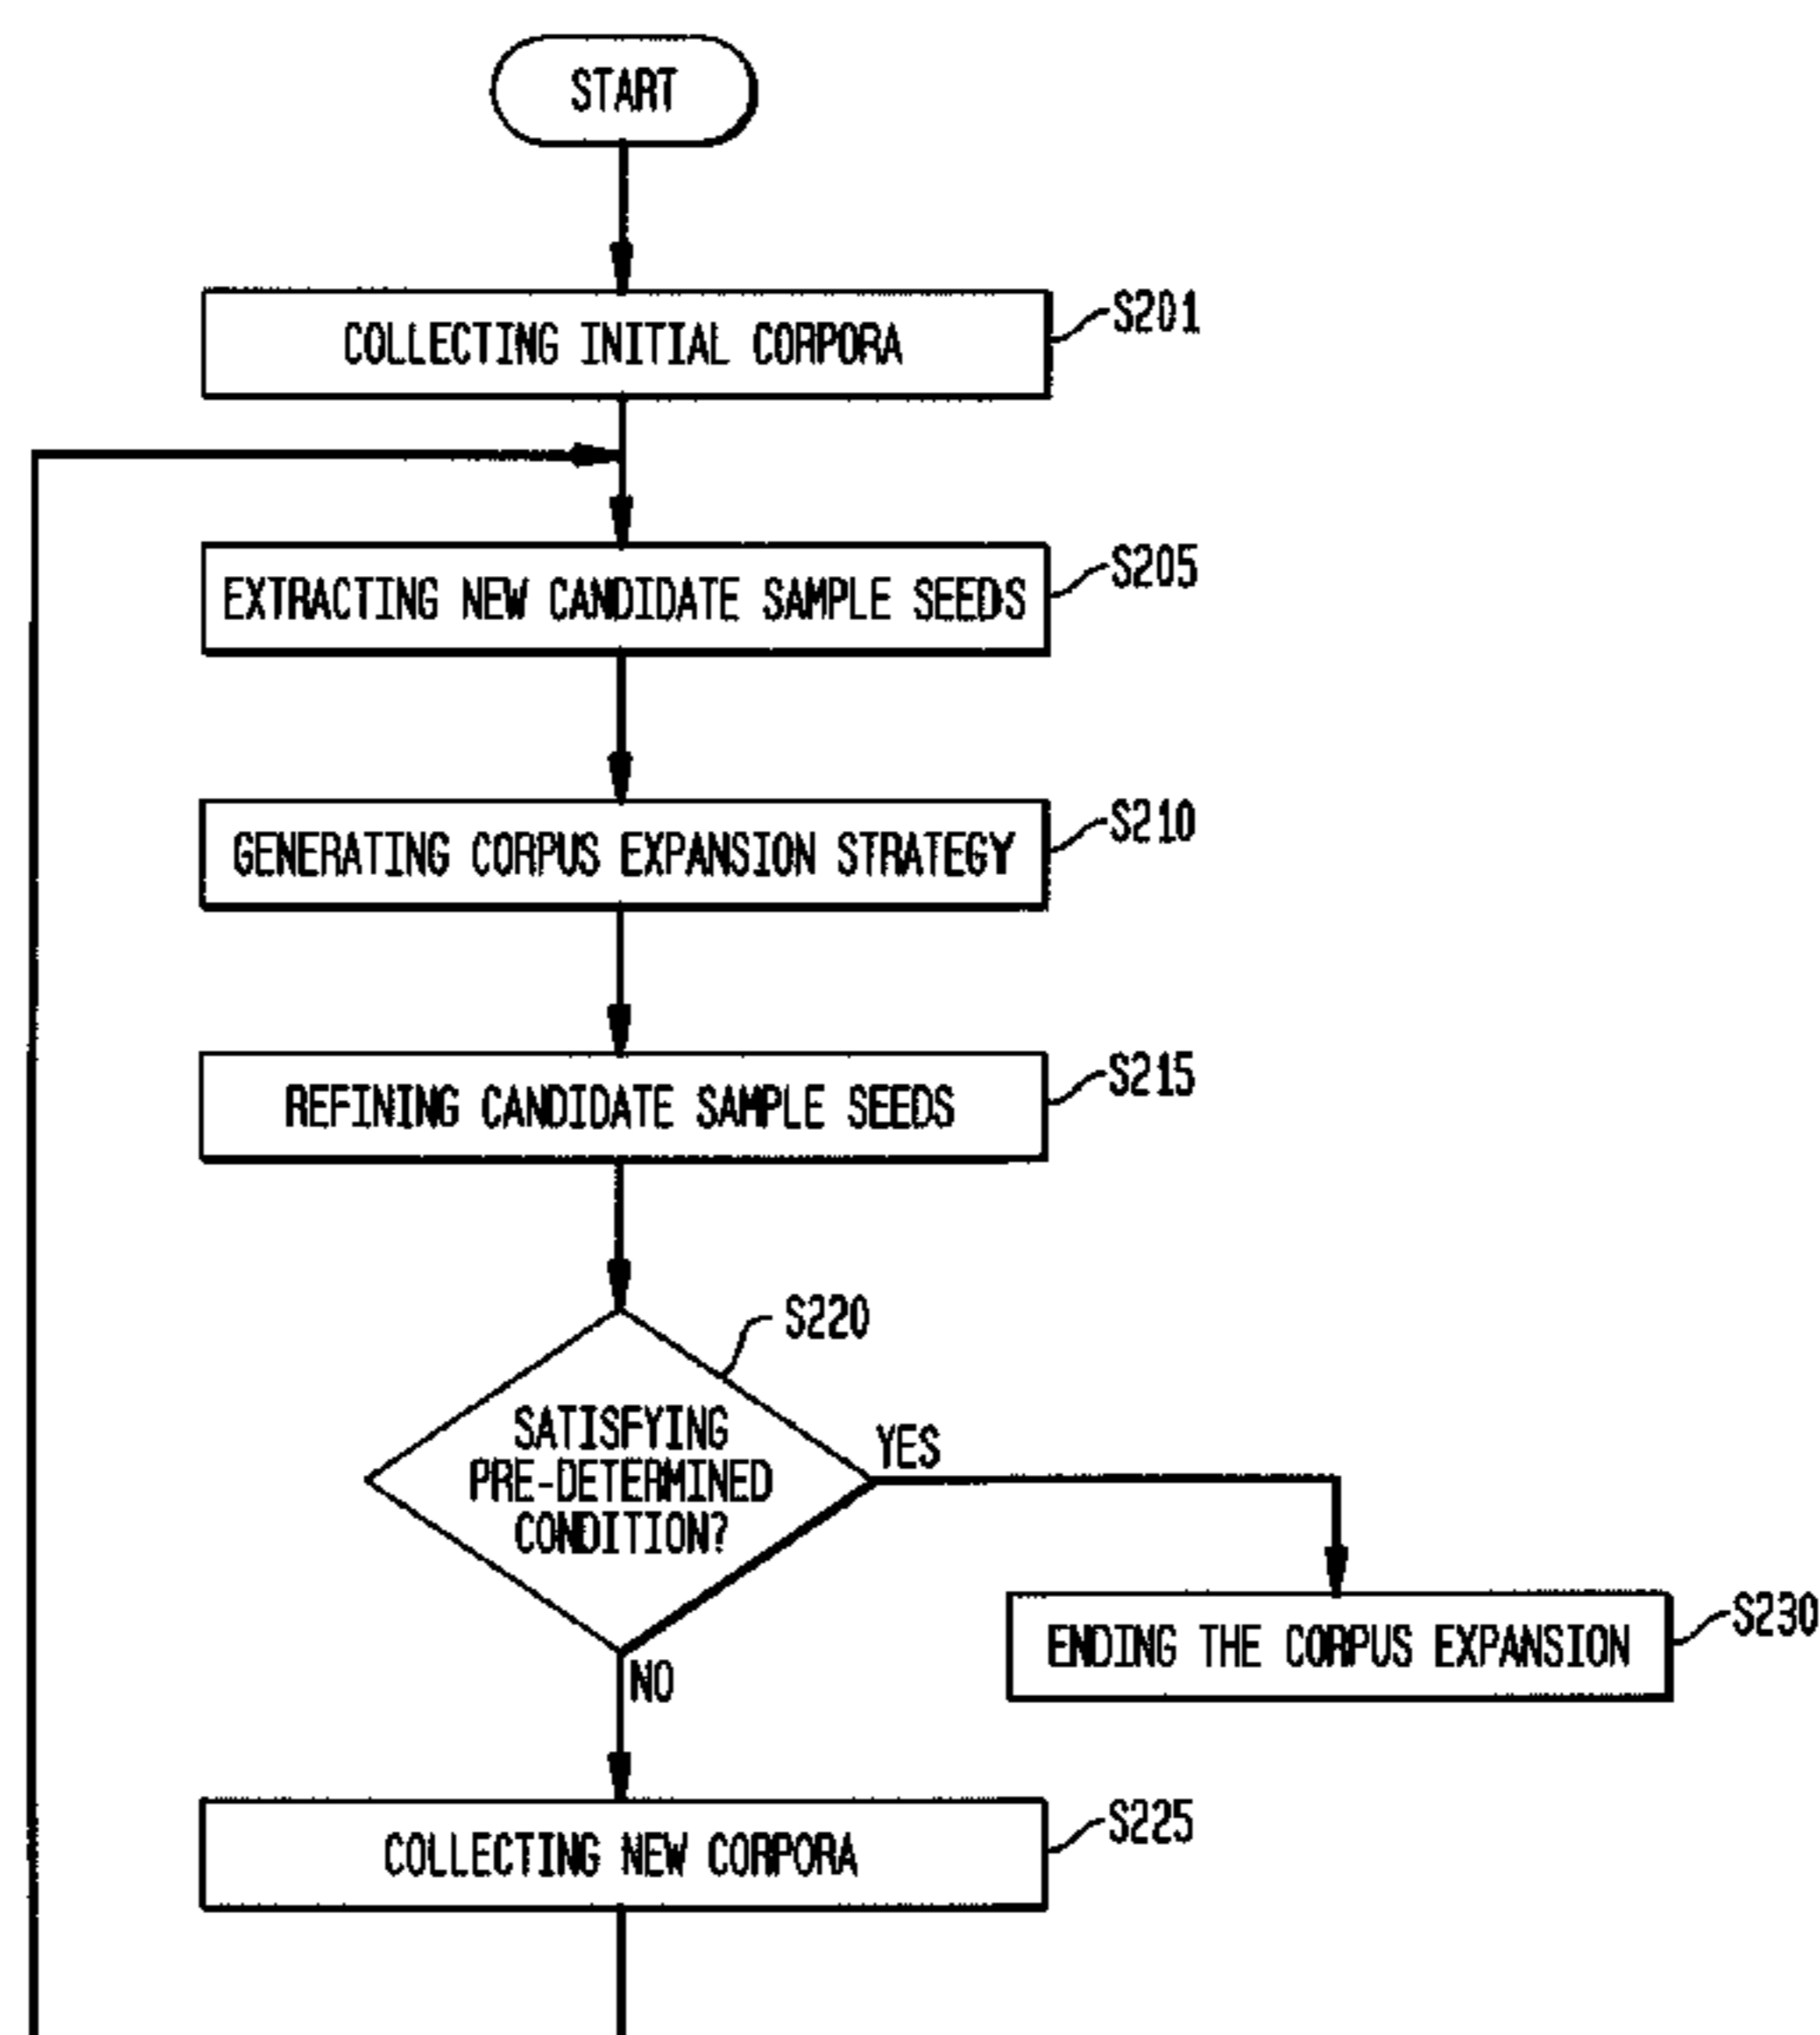 START
COLLECTING INITIAL CORPORA
S201
EXTRACTING NEW CANDIDATE SAMPLE SEEDS
S205
GENERATING CORPUS EXPANSION STRATEGY
S210
REFINING CANDIDATE SAMPLE SEEDS
S215
S220
SATISFYING
PRE-DETERMINED
CONDITION?
YES
NO
ENDING THE CORPUS EXPANSION
S230
COLLECTING NEW CORPORA
S225